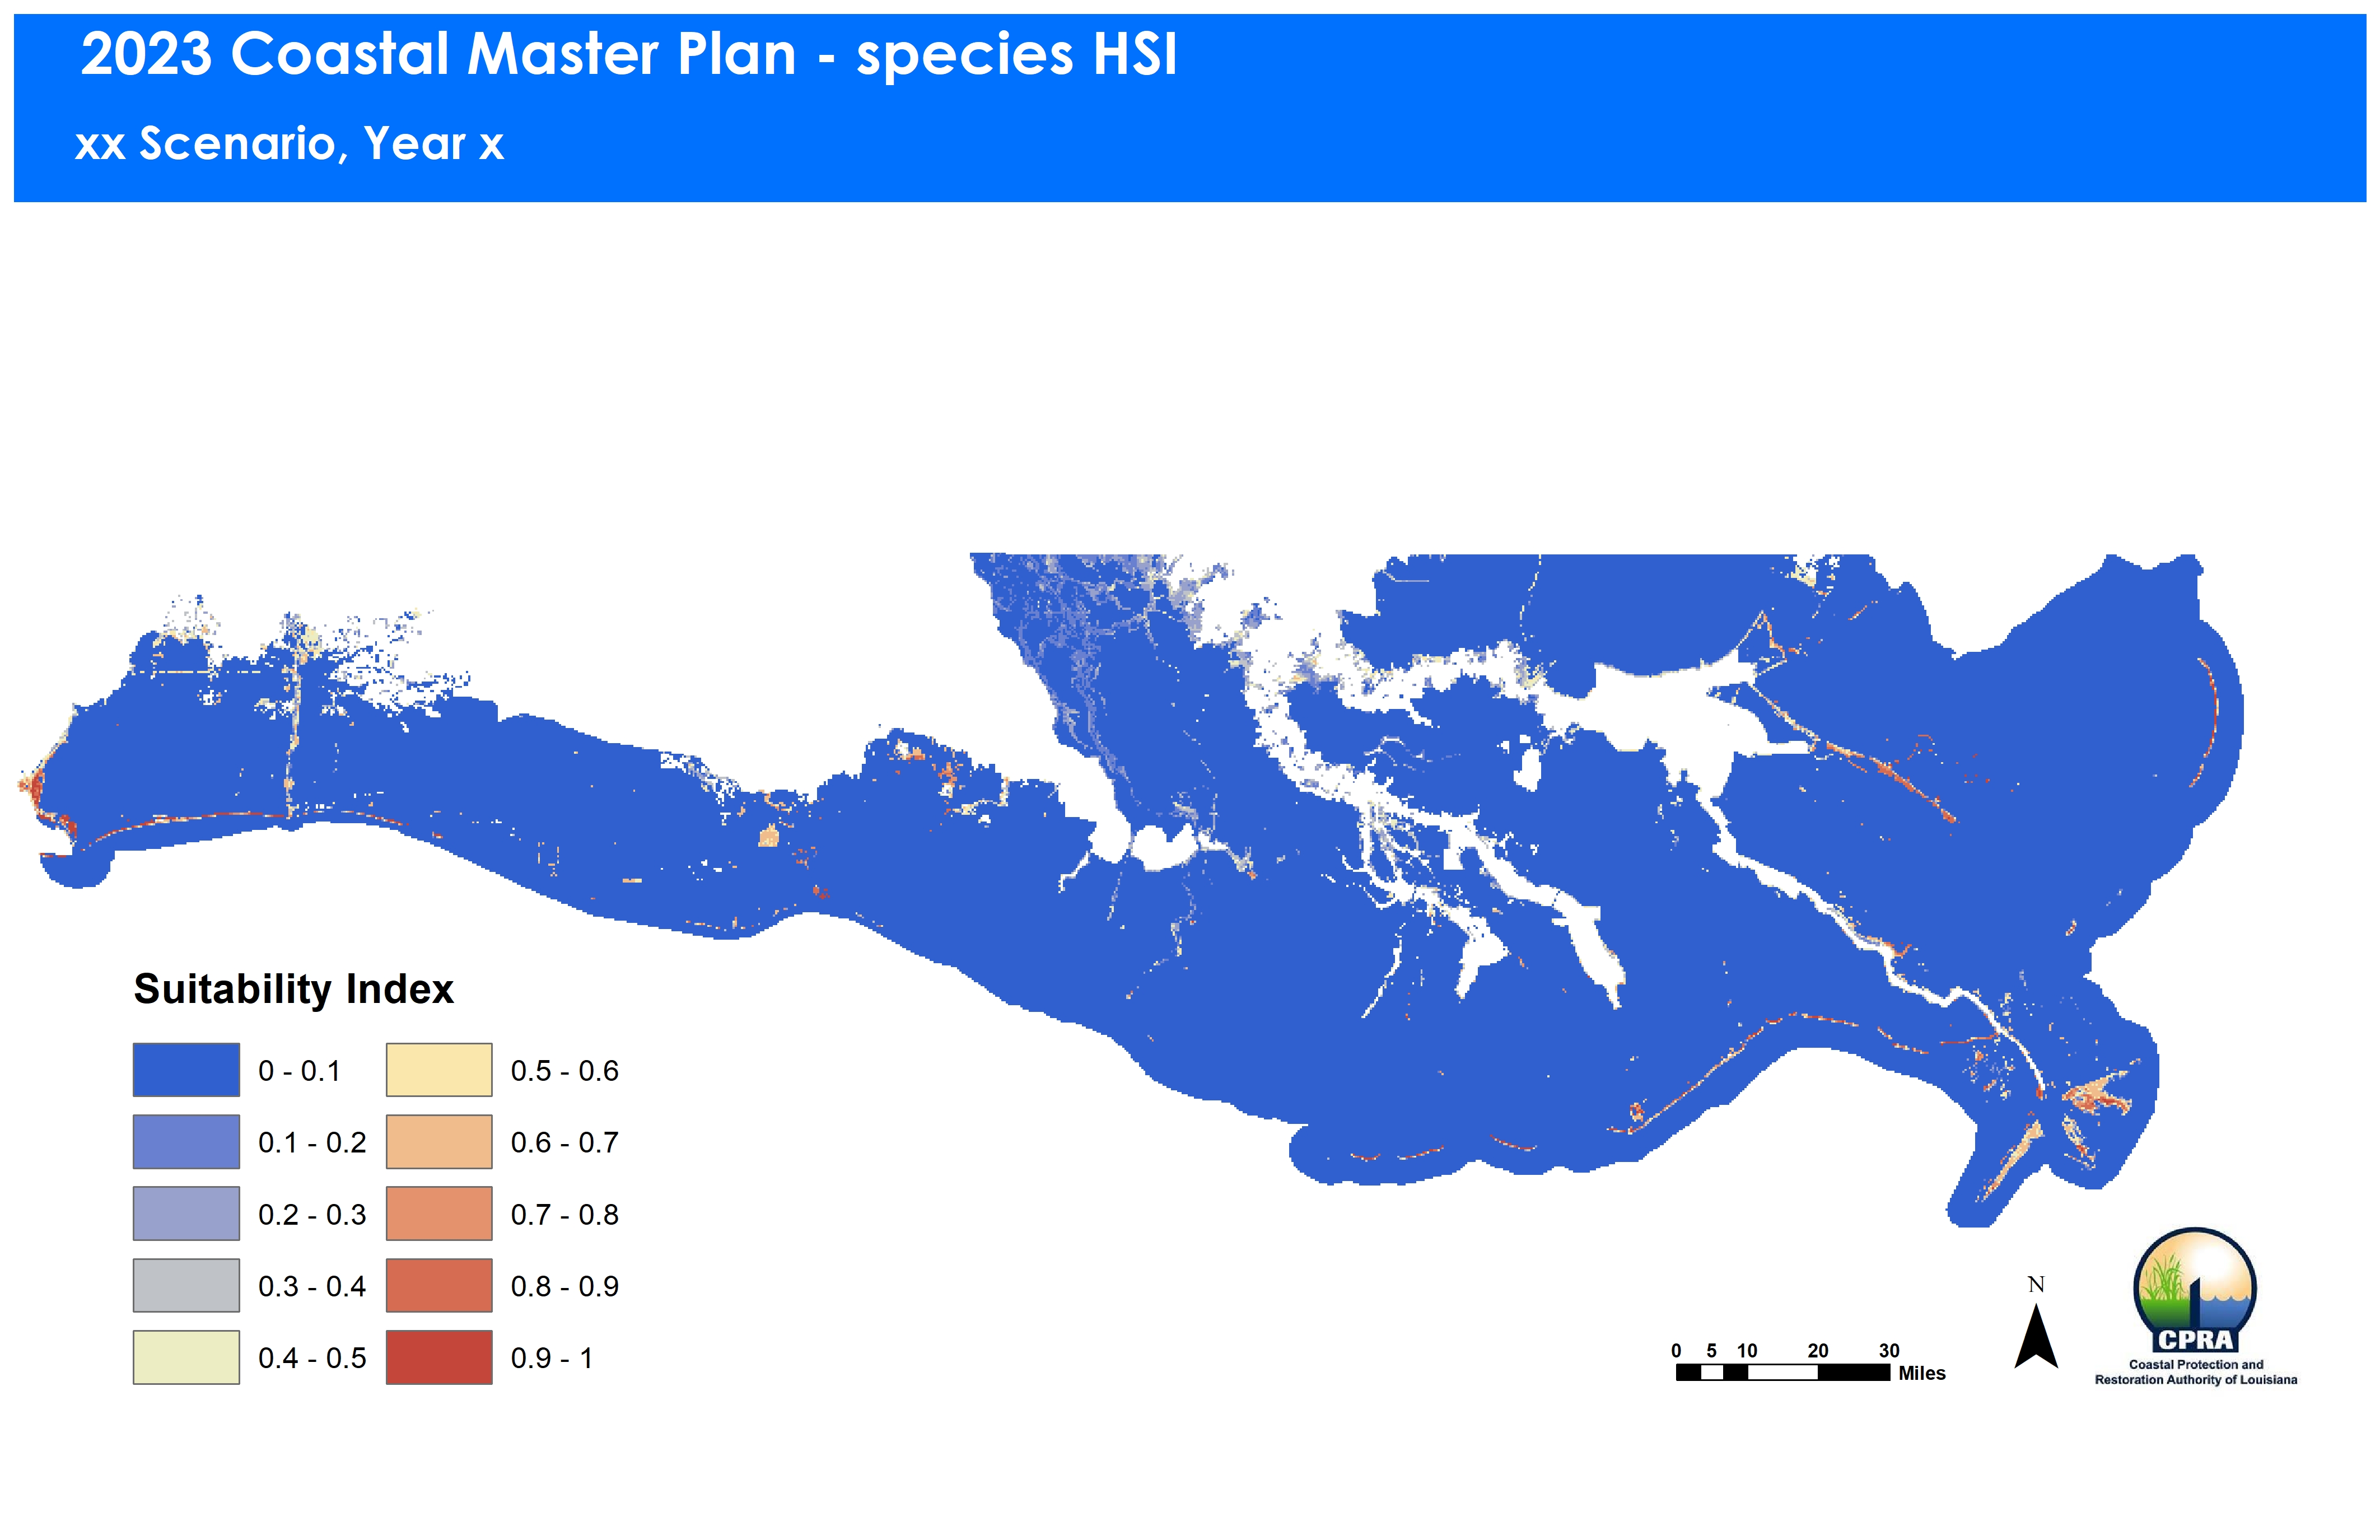 2023 Coastal Master Plan - species HSI
xx Scenario, Year x
Suitability Index
0 - 0.1
0.1 - 0.2
0.2 - 0.3
0.3 - 0.4
0.4 - 0.5
0.5 - 0.6
0.6 - 0.7
0.7 - 0.8
0.8 - 0.9
0.9 - 1
0 5 10 20 30
Miles
N
CPRA
Coastal Protection and
Restoration Authority of Louisiana